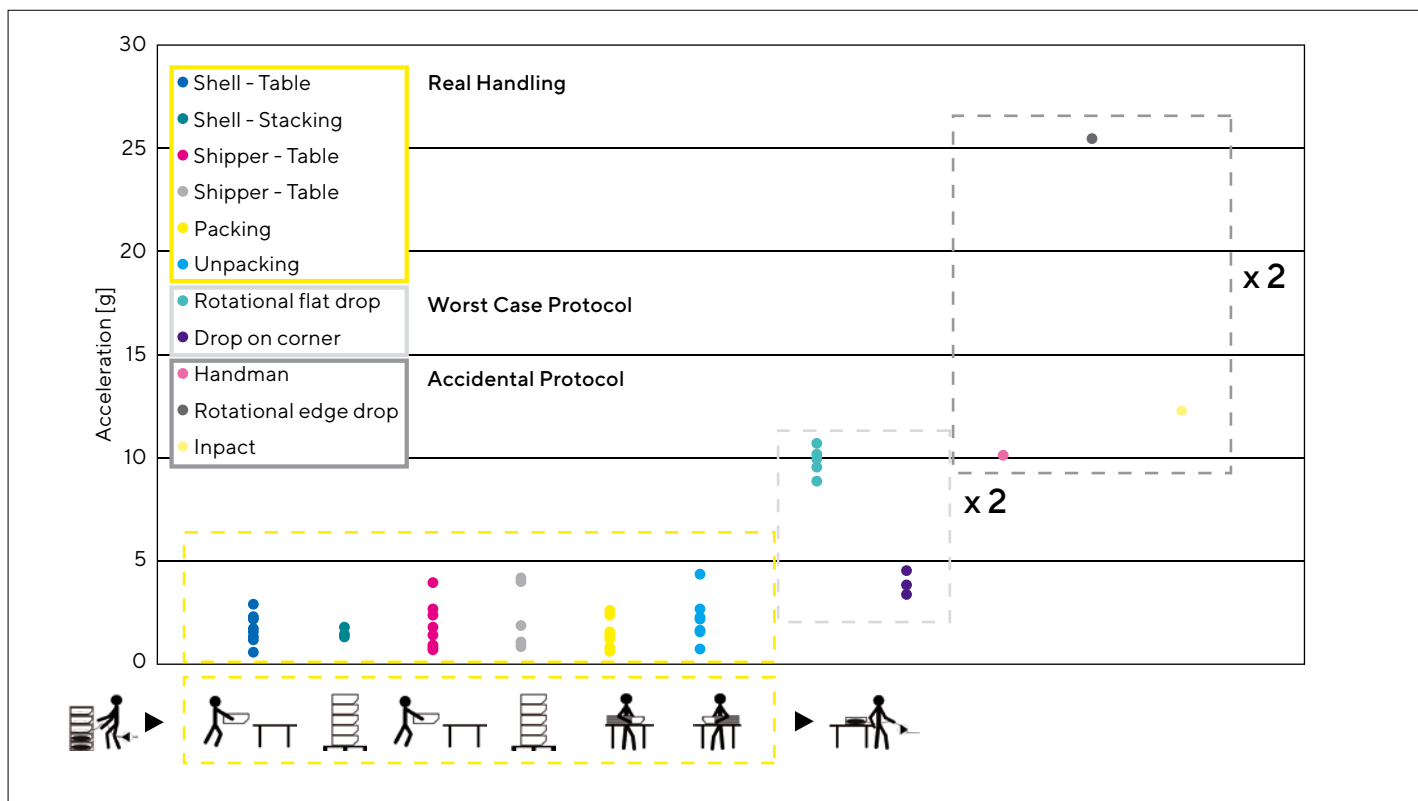 Acceleration [g]
30
25
20
15
10
5
0
Shell - Table
Shell - Stacking
Shipper - Table
Shipper - Table
Packing
Unpacking
Real Handling
Rotational flat drop
Drop on corner
Worst Case Protocol
Handman
Rotational edge drop
Inpact
Accidental Protocol
x 2
x 2